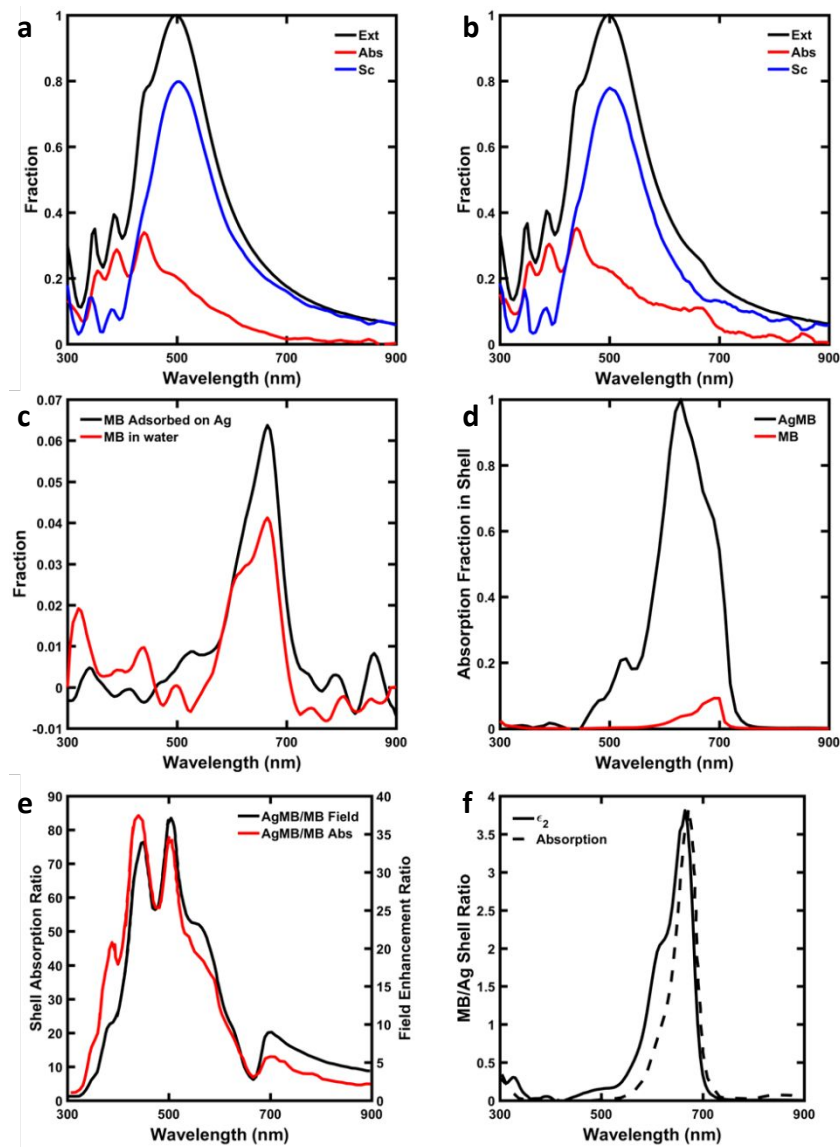 a
1
0.8
0.6
0.4
0.2
0
Fraction
Ext
Abs
Sc
300 500 700 900
Wavelength (nm)
b
1
0.8
0.6
0.4
0.2
0
Fraction
Ext
Abs
Sc
300 500 700 900
Wavelength (nm)
c
0.07
0.06
0.05
0.04
0.03
0.02
0.01
0
-0.01
Fraction
MB Adsorbed on Ag
MB in water
300 500 700 900
Wavelength (nm)
d
1
0.8
0.6
0.4
0.2
0
Absorption Fraction in Shell
AgMB
MB
300 500 700 900
Wavelength (nm)
e
90
80
70
60
50
40
30
20
10
0
Shell Absorption Ratio
AgMB/MB Field
AgMB/MB Abs
40
35
30
25
20
15
10
5
0
Field Enhancement Ratio
300 500 700 900
Wavelength (nm)
f
4
3.5
3
2.5
2
1.5
1
0.5
0
MB/Ag Shell Ratio
ϵ₂
Absorption
300 500 700 900
Wavelength (nm)